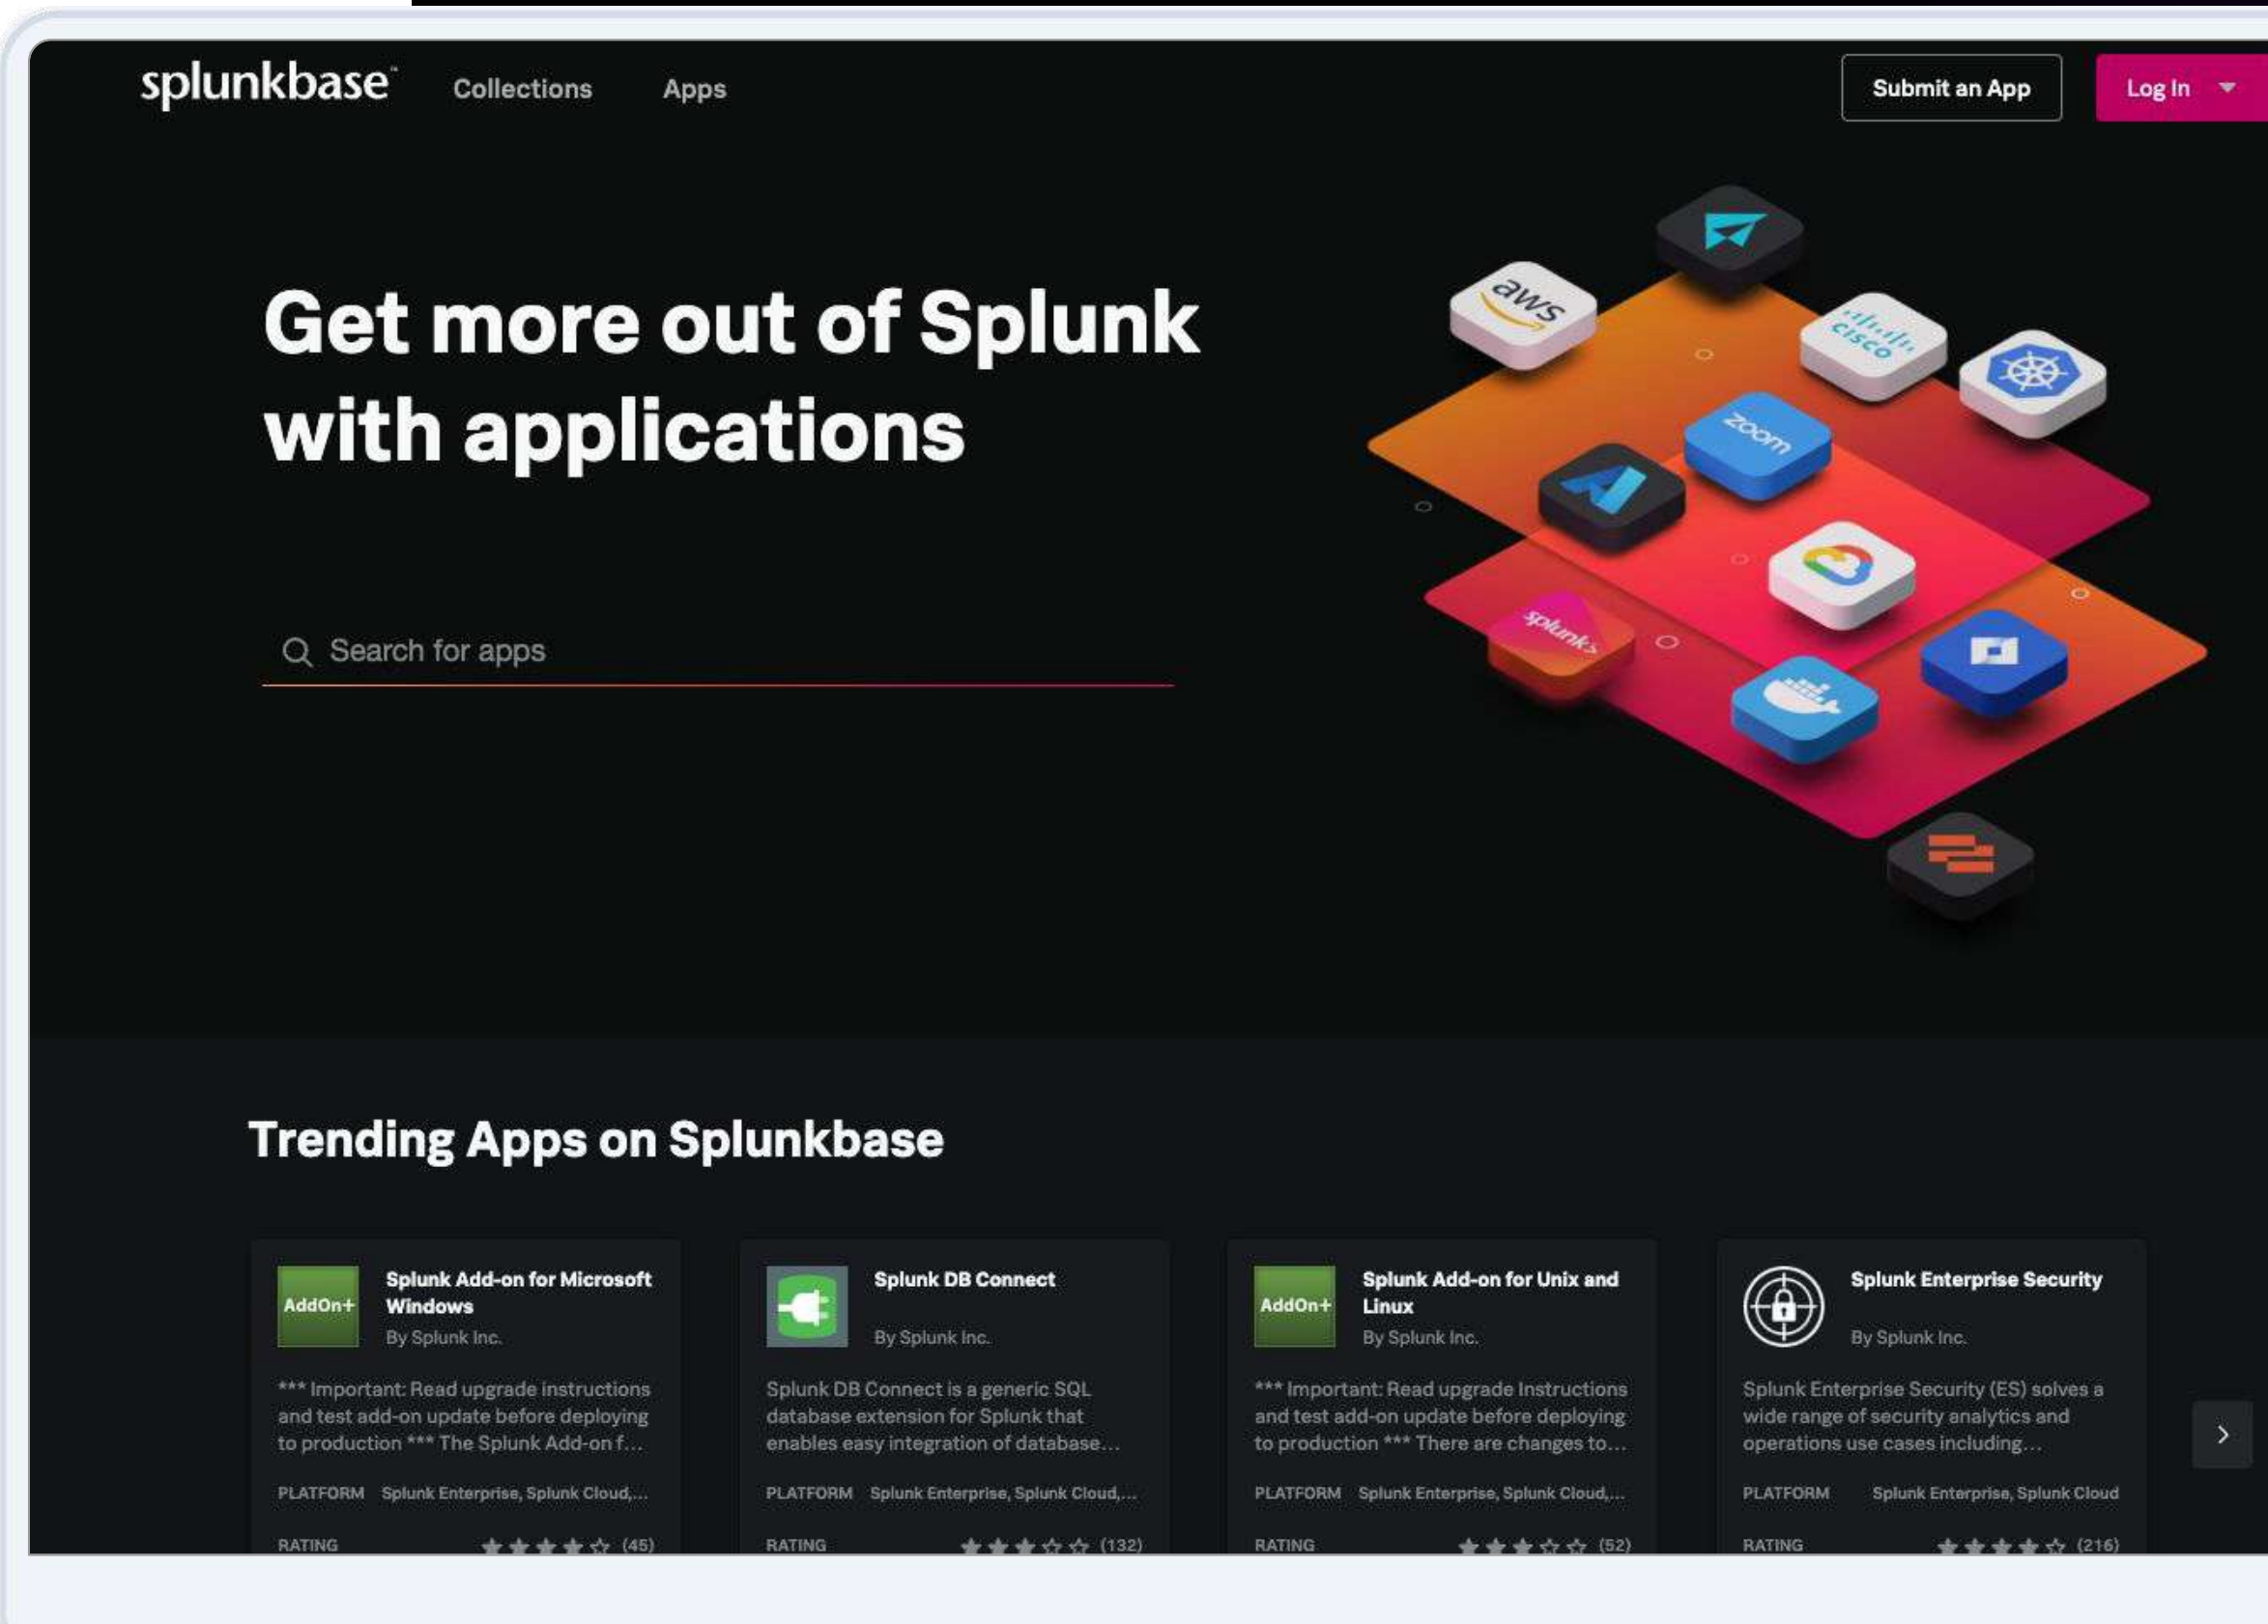 splunkbase™
Collections
Apps
Submit an App
Log In
Get more out of Splunk
with applications
Search for apps
aws
CISCO
zoom
splunk>
Trending Apps on Splunkbase
AddOn+
Splunk Add-on for Microsoft
Windows
By Splunk Inc.
*** Important: Read upgrade instructions
and test add-on update before deploying
to production *** The Splunk Add-on f...
PLATFORM Splunk Enterprise, Splunk Cloud,...
RATING (45)
Splunk DB Connect
By Splunk Inc.
Splunk DB Connect is a generic SQL
database extension for Splunk that
enables easy integration of database...
PLATFORM Splunk Enterprise, Splunk Cloud,...
RATING (132)
AddOn+
Splunk Add-on for Unix and
Linux
By Splunk Inc.
*** Important: Read upgrade Instructions
and test add-on update before deploying
to production *** There are changes to...
PLATFORM Splunk Enterprise, Splunk Cloud,...
RATING (52)
Splunk Enterprise Security
By Splunk Inc.
Splunk Enterprise Security (ES) solves a
wide range of security analytics and
operations use cases including...
PLATFORM Splunk Enterprise, Splunk Cloud
RATING (216)